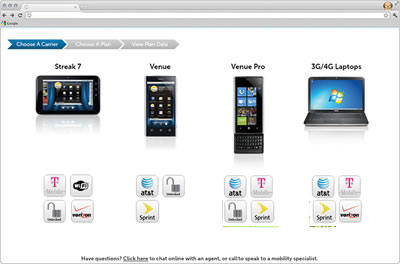 Google
Choose A Carrier
Choose A Plan
View Plan Data
Streak 7
Venue
Venue Pro
3G/4G Laptops
T Mobile
WiFi
at&t
Unlocked
at&t
T Mobile
at&t
T Mobile
Unlocked
verizon
Sprint
Unlocked
Sprint
Sprint
verizon
Have questions? Click here to chat online with an agent, or call to speak to a mobility specialist.